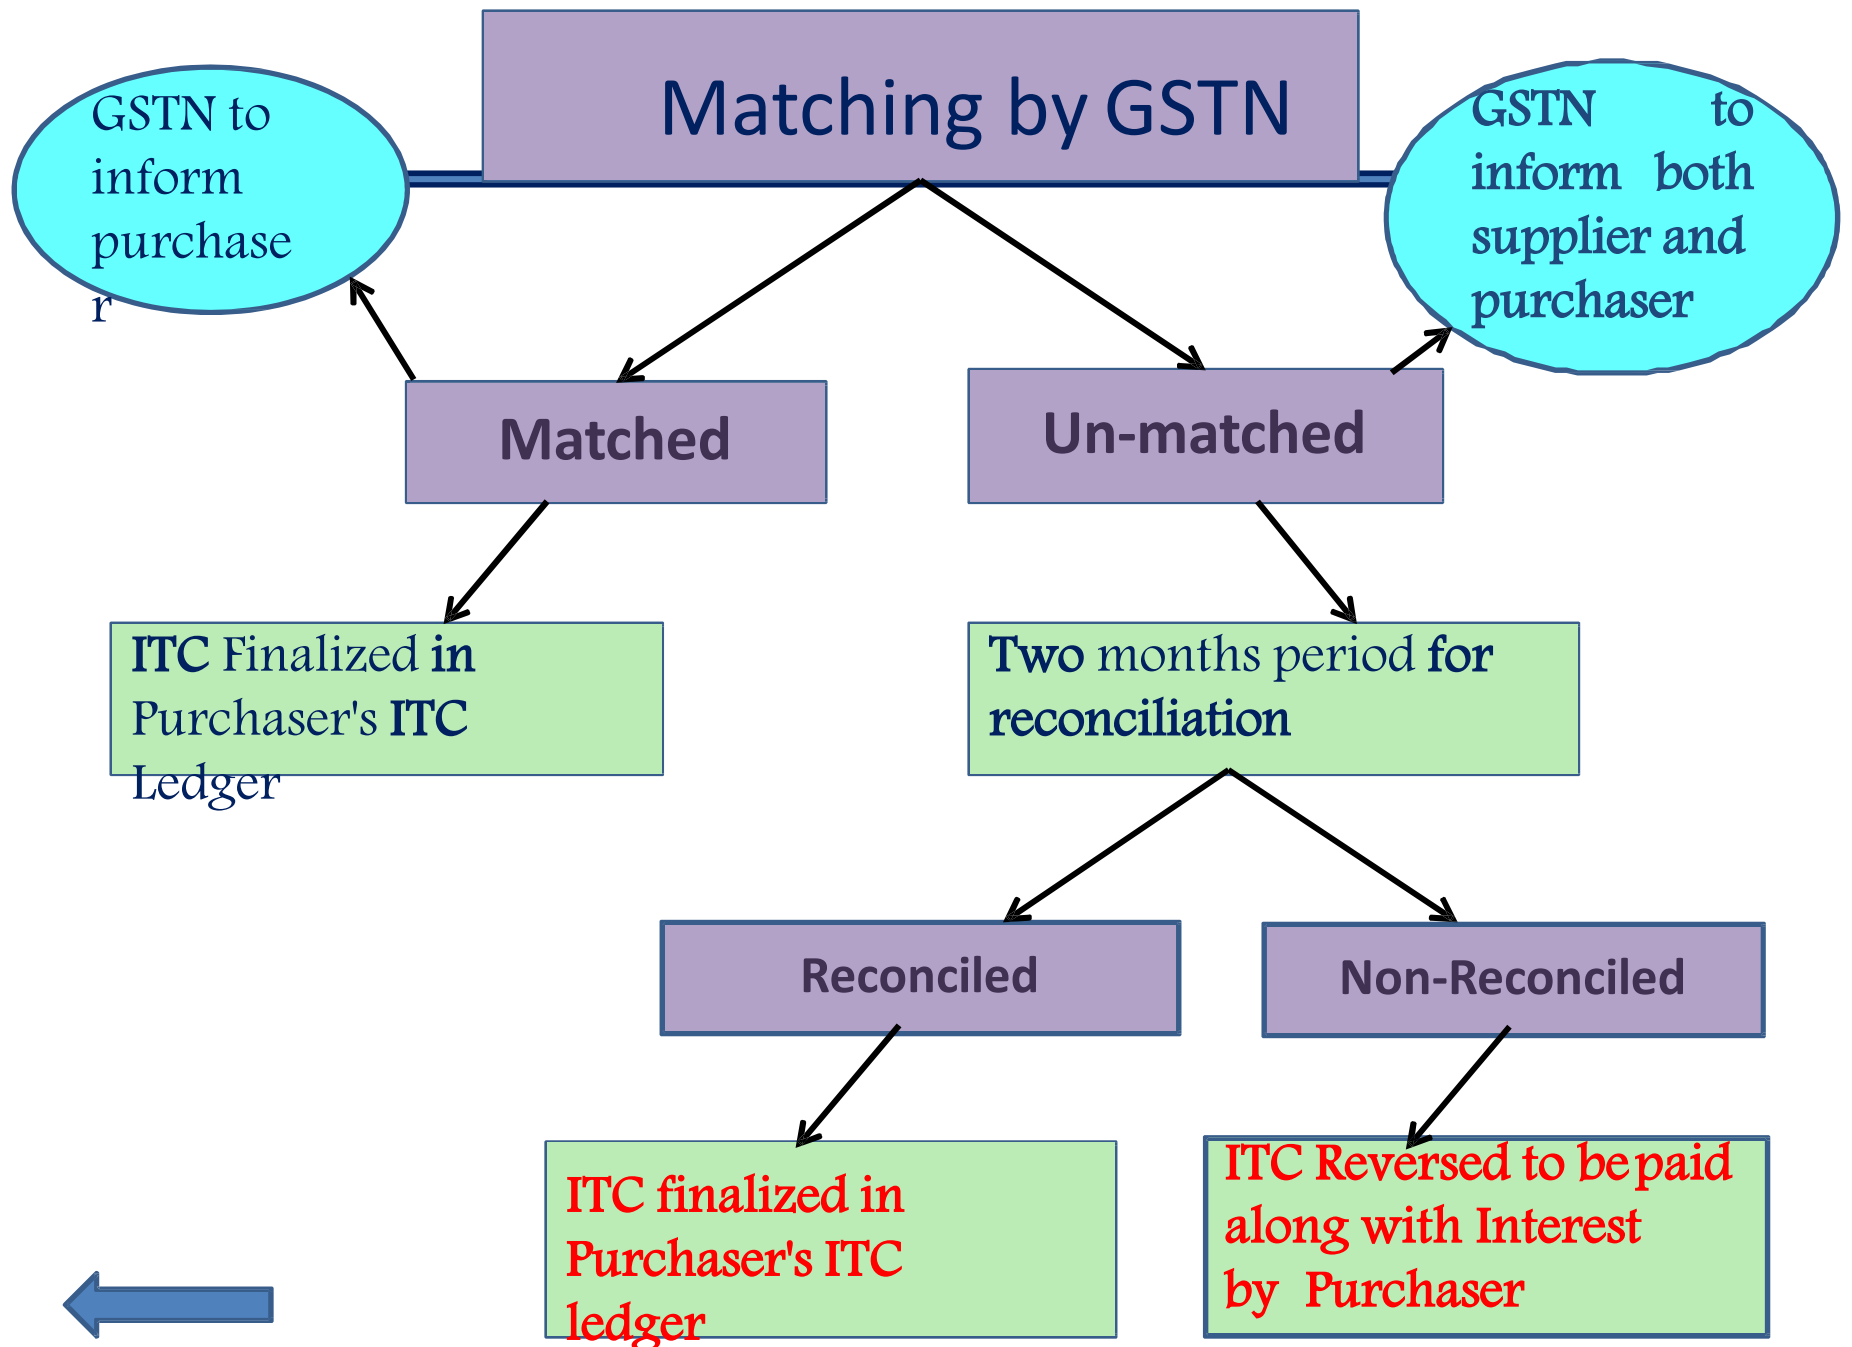 Matching by GSTN
GSTN to
inform
purchase
r
GSTN to
inform both
supplier and
purchaser
Matched
Un-matched
ITC Finalized in
Purchaser's ITC
Ledger
Two months period for
reconciliation
Reconciled
Non-Reconciled
ITC finalized in
Purchaser's ITC
ledger
ITC Reversed to be paid
along with Interest
by Purchaser